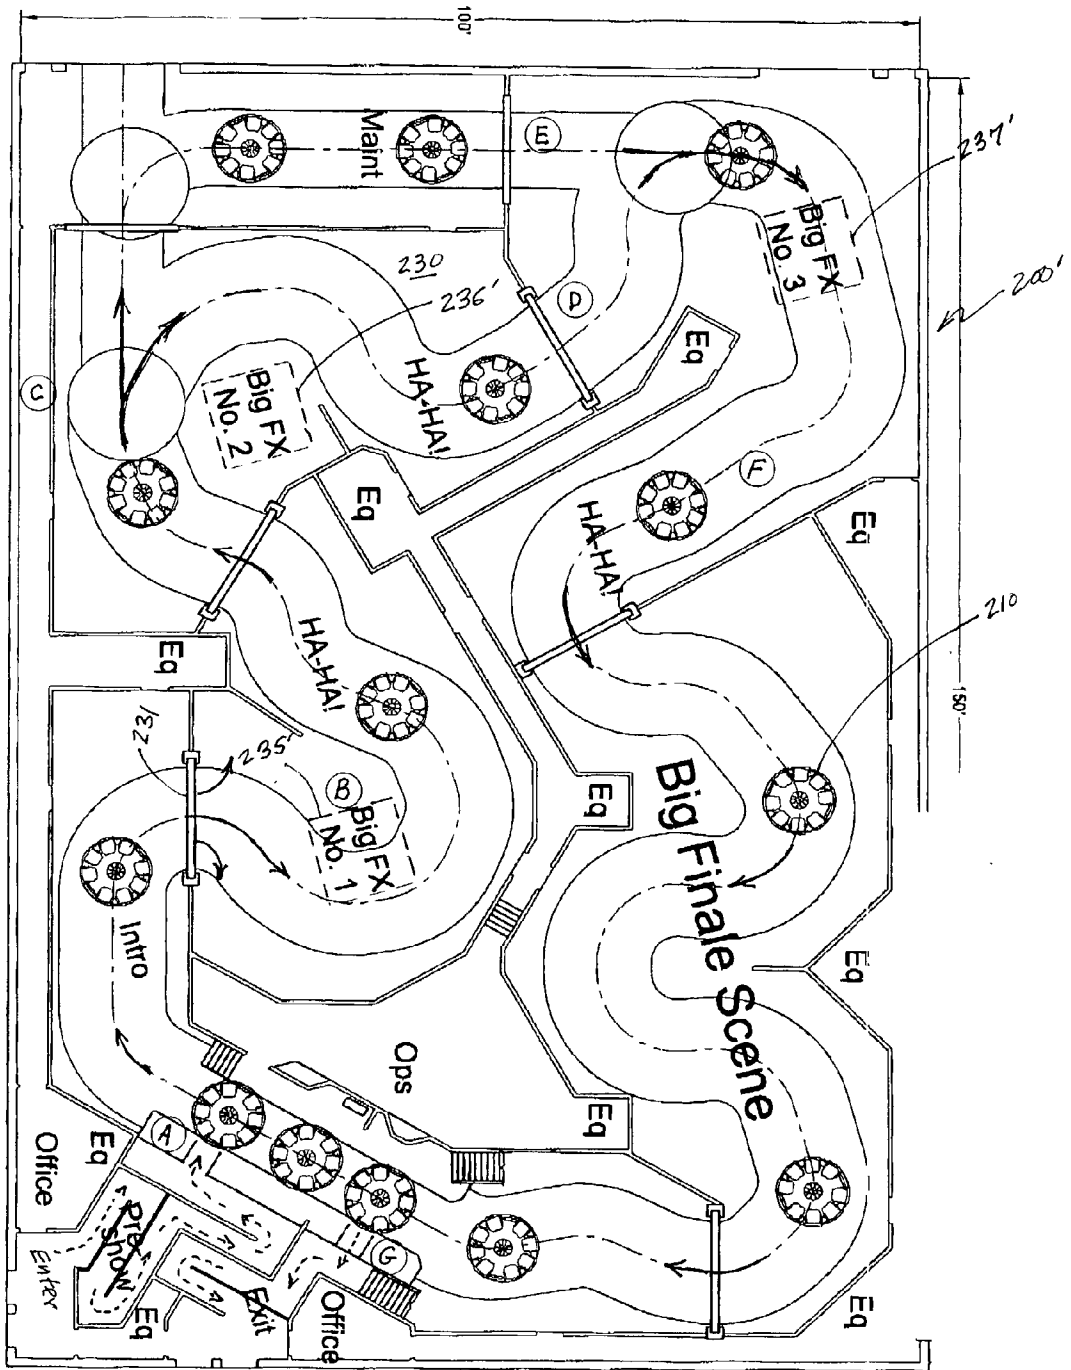 100'
Maint
E
237'
Big FX
No. 3
230
236'
D
200'
C
Big FX
No. 2
HA-HA!
Eq
F
Eq
HA-HA!
Eq
210
HA-HA!
Eq
150'
231
235'
B
Big FX
No. 1
Eq
Big Finale Scene
Intro
Eq
Ops
Eq
A
Office
Eq
Pre
Show
Enter
G
Exit
Office
Eq
Eq